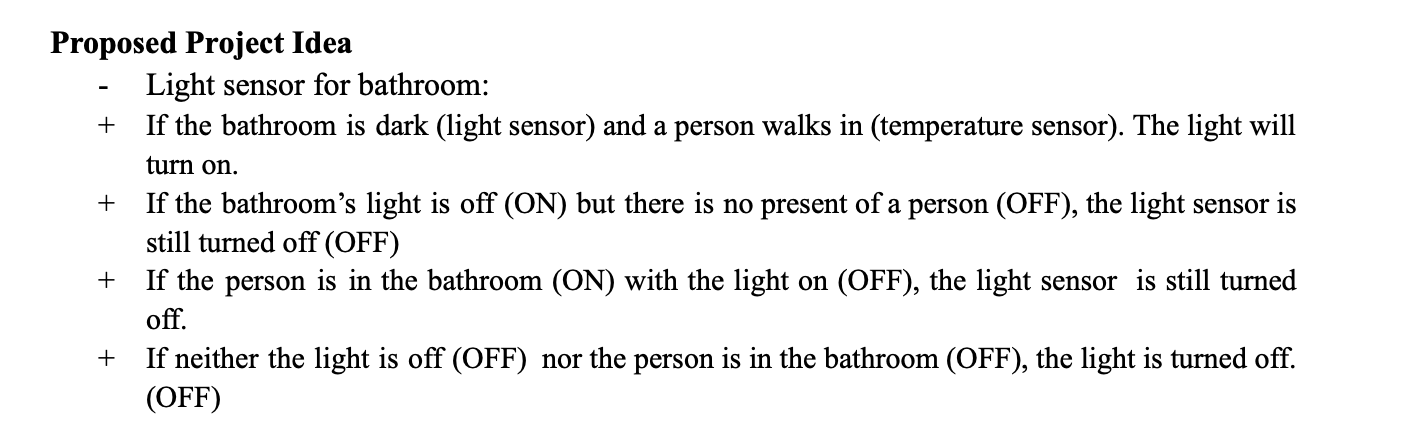 Proposed Project Idea
- Light sensor for bathroom:
+ If the bathroom is dark (light sensor) and a person walks in (temperature sensor). The light will
turn on.
+ If the bathroom’s light is off (ON) but there is no present of a person (OFF), the light sensor is
still turned off (OFF)
+ If the person is in the bathroom (ON) with the light on (OFF), the light sensor is still turned
off.
+ If neither the light is off (OFF) nor the person is in the bathroom (OFF), the light is turned off.
(OFF)